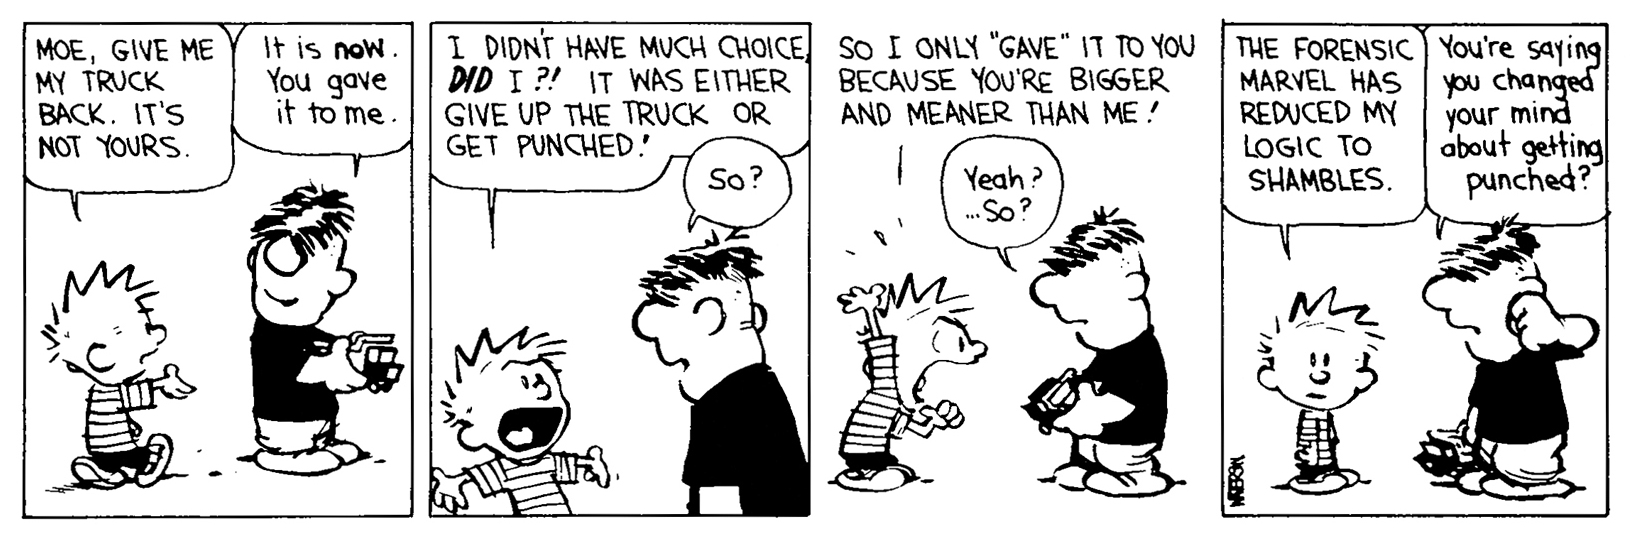 MOE, GIVE ME
MY TRUCK
BACK. IT'S
NOT YOURS.
It is now.
You gave
it to me.
I DIDN'T HAVE MUCH CHOICE,
DID I?! IT WAS EITHER
GIVE UP THE TRUCK OR
GET PUNCHED!
So?
SO I ONLY "GAVE" IT TO YOU
BECAUSE YOU'RE BIGGER
AND MEANER THAN ME!
Yeah?
...So?
THE FORENSIC
MARVEL HAS
REDUCED MY
LOGIC TO
SHAMBLES.
You're saying
you changed
your mind
about getting
punched?
WATTERSON